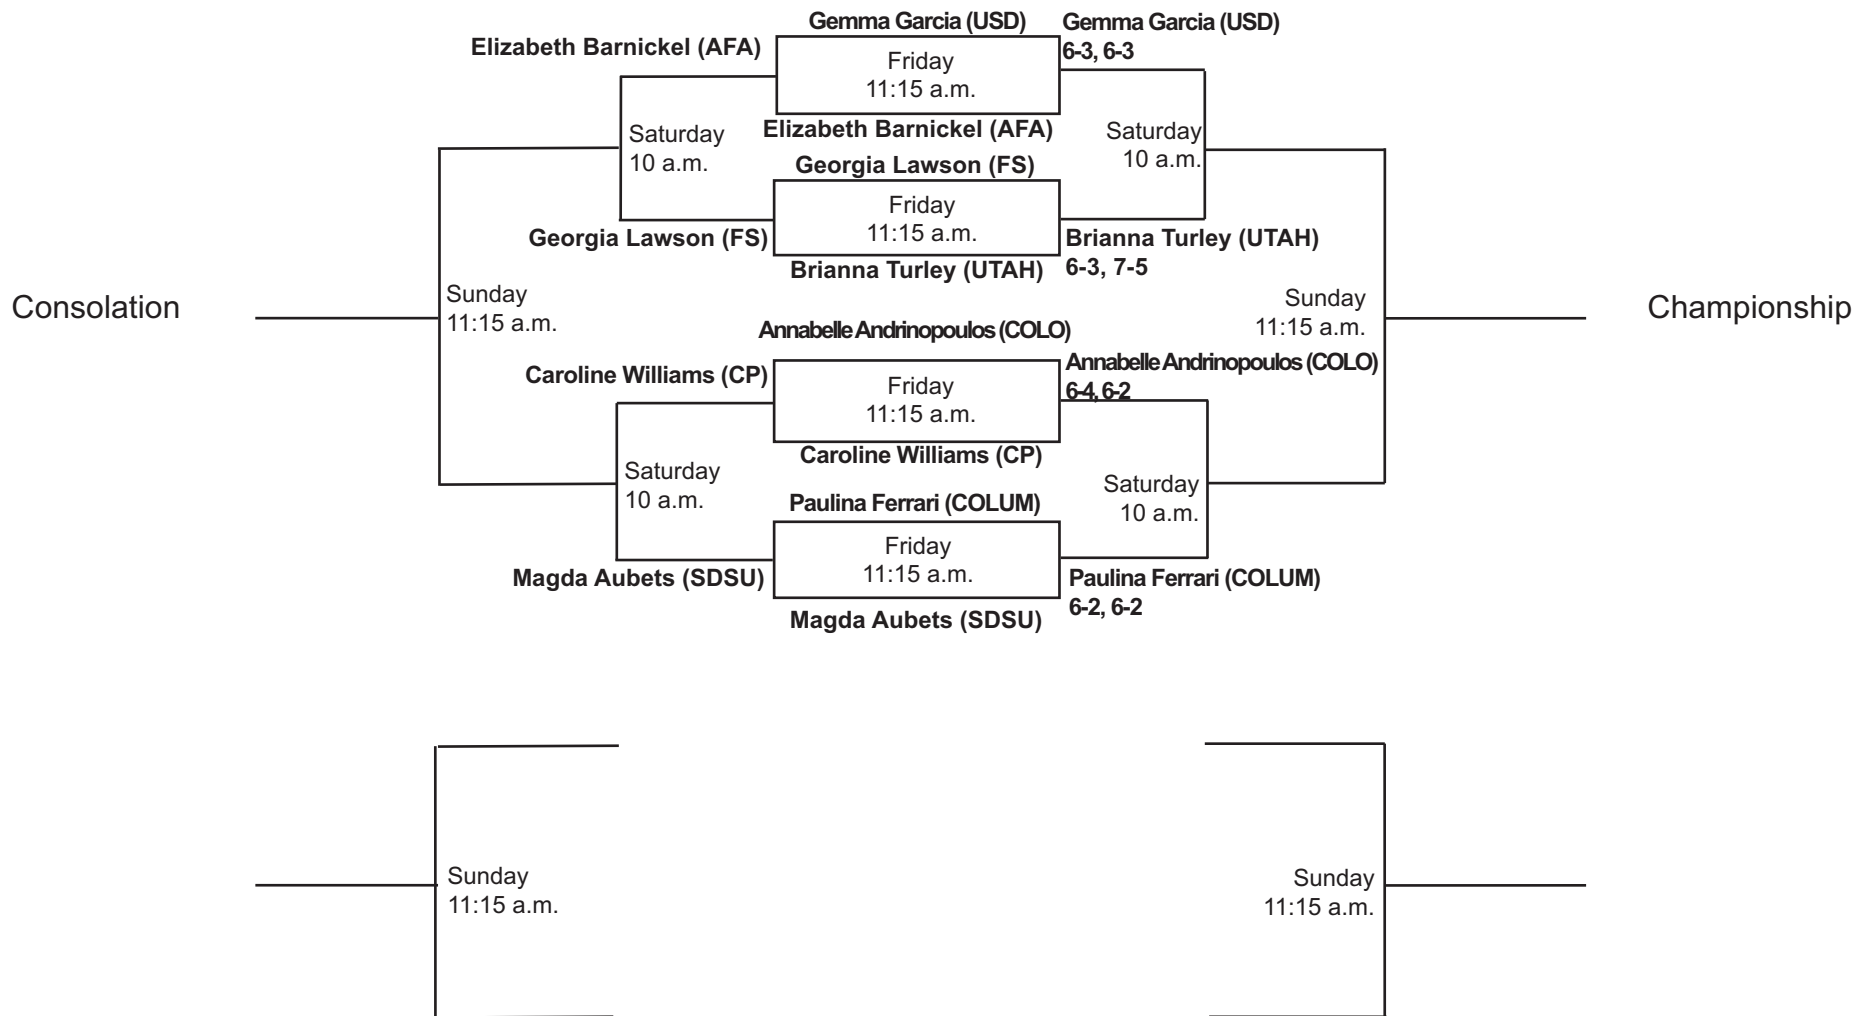 Gemma Garcia (USD)
Gemma Garcia (USD)
6-3, 6-3
Elizabeth Barnickel (AFA)
Friday
11:15 a.m.
Elizabeth Barnickel (AFA)
Saturday
10 a.m.
Saturday
10 a.m.
Georgia Lawson (FS)
Friday
11:15 a.m.
Georgia Lawson (FS)
Brianna Turley (UTAH)
6-3, 7-5
Brianna Turley (UTAH)
Consolation
Sunday
11:15 a.m.
Sunday
11:15 a.m.
Championship
Annabelle Andrinopoulos (COLO)
Annabelle Andrinopoulos (COLO)
6-4, 6-2
Caroline Williams (CP)
Friday
11:15 a.m.
Caroline Williams (CP)
Saturday
10 a.m.
Saturday
10 a.m.
Paulina Ferrari (COLUM)
Friday
11:15 a.m.
Magda Aubets (SDSU)
Paulina Ferrari (COLUM)
6-2, 6-2
Magda Aubets (SDSU)
Sunday
11:15 a.m.
Sunday
11:15 a.m.